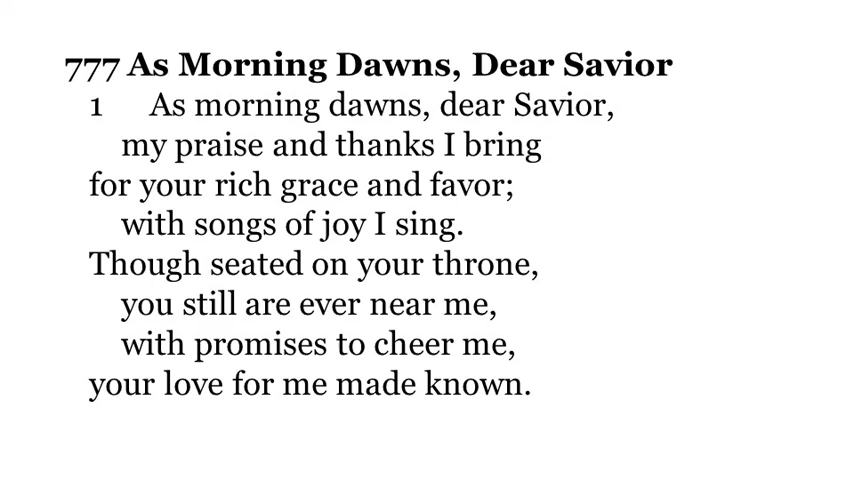 777 As Morning Dawns, Dear Savior
1 As morning dawns, dear Savior,
my praise and thanks I bring
for your rich grace and favor;
with songs of joy I sing.
Though seated on your throne,
you still are ever near me,
with promises to cheer me,
your love for me made known.